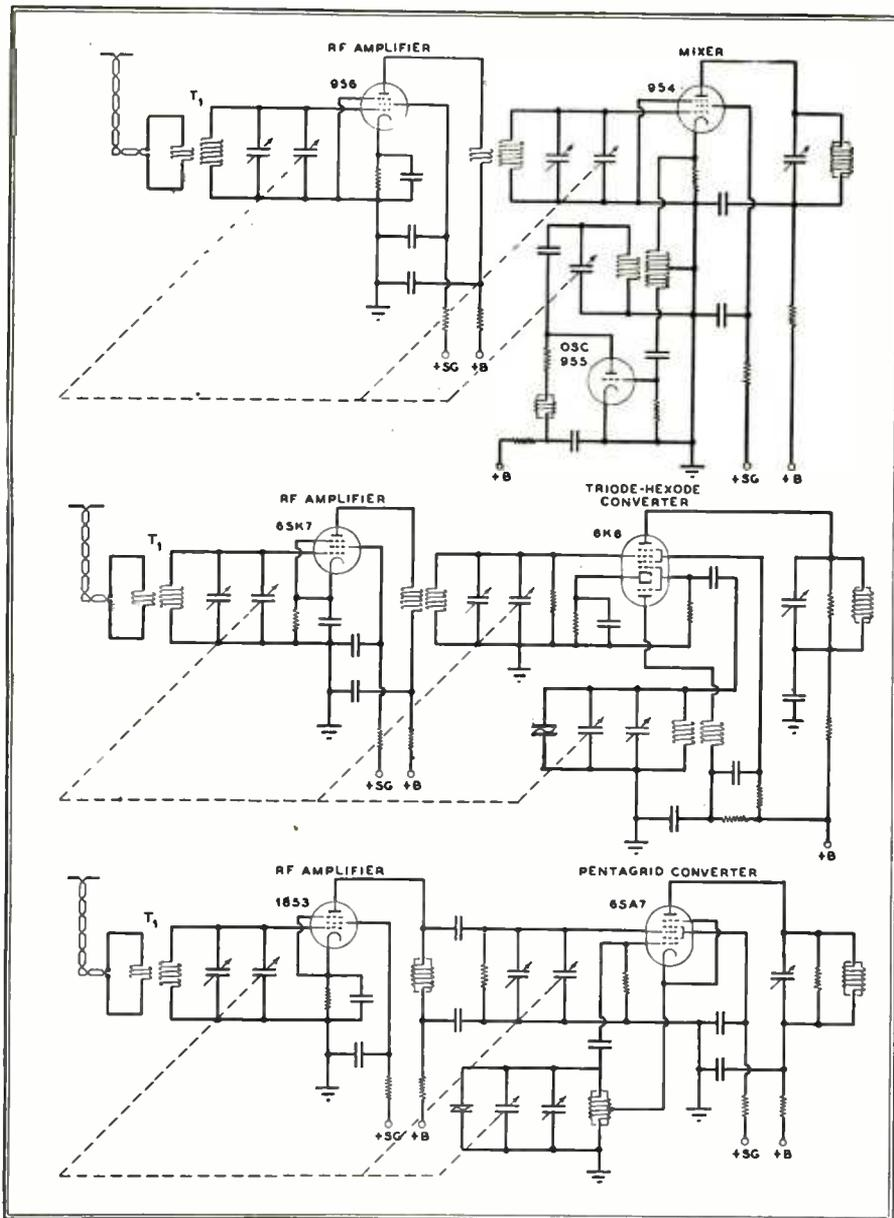 RF AMPLIFIER
MIXER
956
954
T1
OSC
955
+SG
+B
+B
+SG
+B
RF AMPLIFIER
TRIODE-HEXODE
CONVERTER
6SK7
6K8
T1
+SG
+B
+B
RF AMPLIFIER
PENTAGRID CONVERTER
1853
6SA7
T1
+SG
+B
+SG
+B